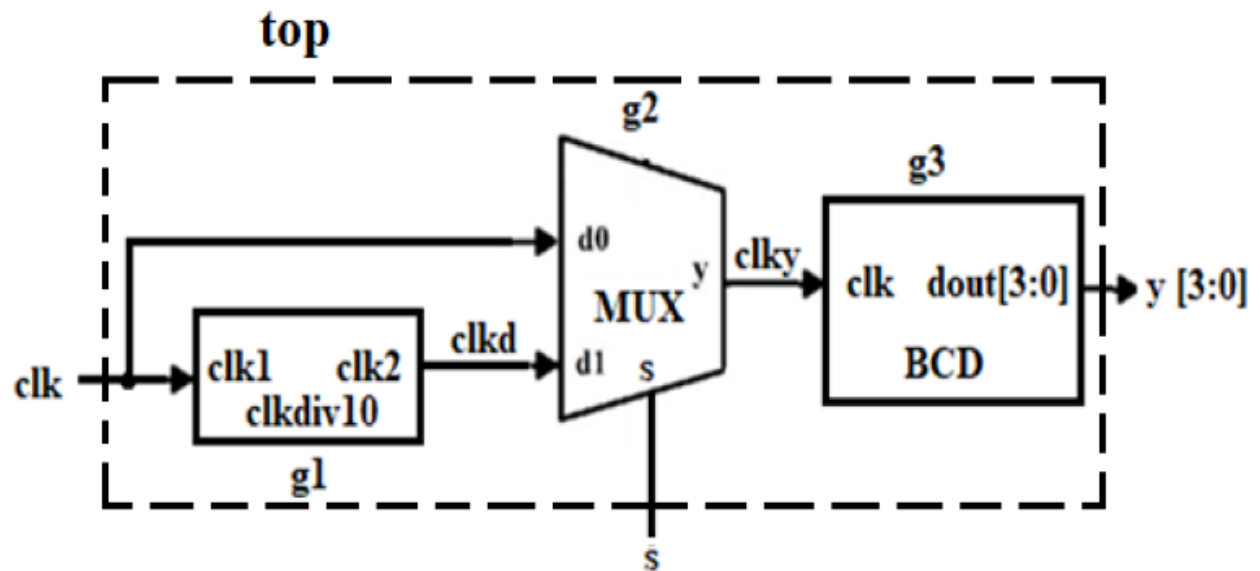 top
g2
g3
d0
y
clky
clk
dout[3:0]
y [3:0]
MUX
clkd
clk
clk1
clk2
d1
s
BCD
clkdiv10
g1
s